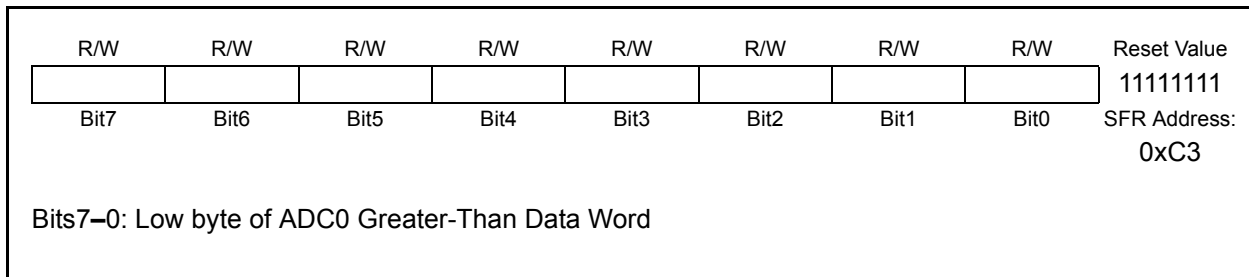 R/W R/W R/W R/W R/W R/W R/W R/W Reset Value
11111111
Bit7 Bit6 Bit5 Bit4 Bit3 Bit2 Bit1 Bit0 SFR Address:
0xC3
Bits7–0: Low byte of ADC0 Greater-Than Data Word